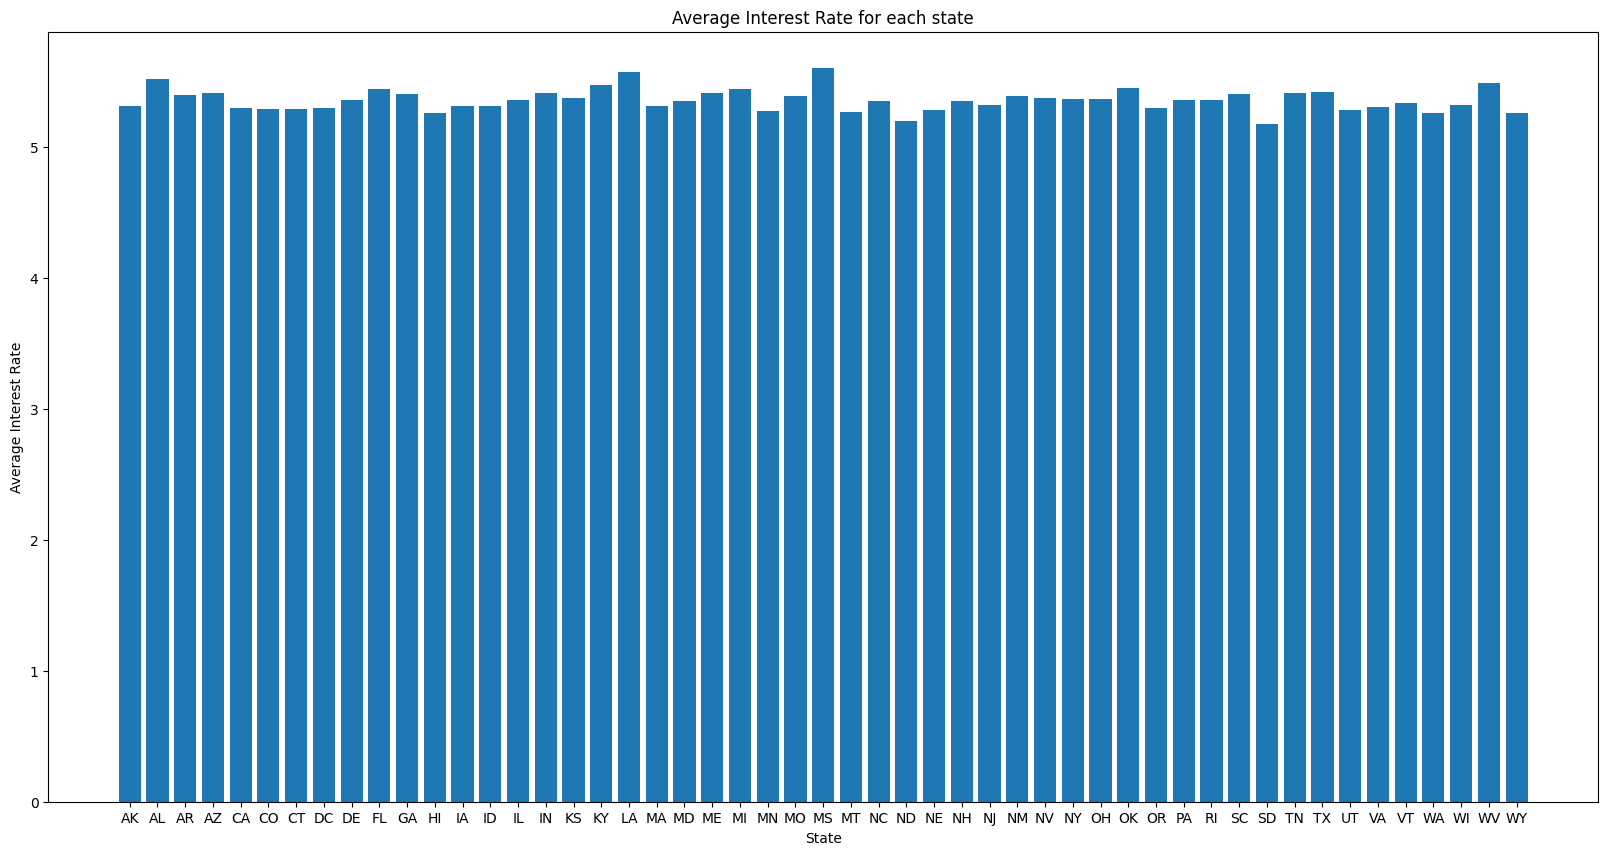 Average Interest Rate for each state
Average Interest Rate
5
4
3
2
1
0
AK AL AR AZ CA CO CT DC DE FL GA HI IA ID IL IN KS KY LA MA MD ME MI MN MO MS MT NC ND NE NH NJ NM NV NY OH OK OR PA RI SC SD TN TX UT VA VT WA WI WV WY
State